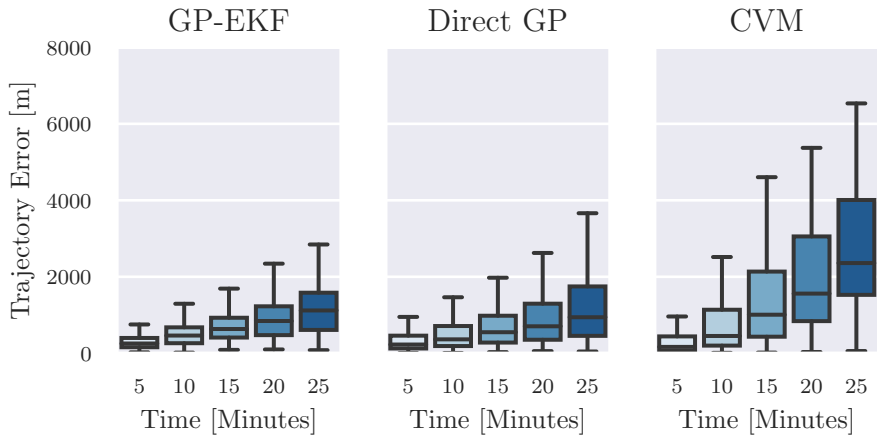 GP-EKF Direct GP CVM
Trajectory Error [m]
8000
6000
4000
2000
0
5 10 15 20 25 5 10 15 20 25 5 10 15 20 25
Time [Minutes] Time [Minutes] Time [Minutes]